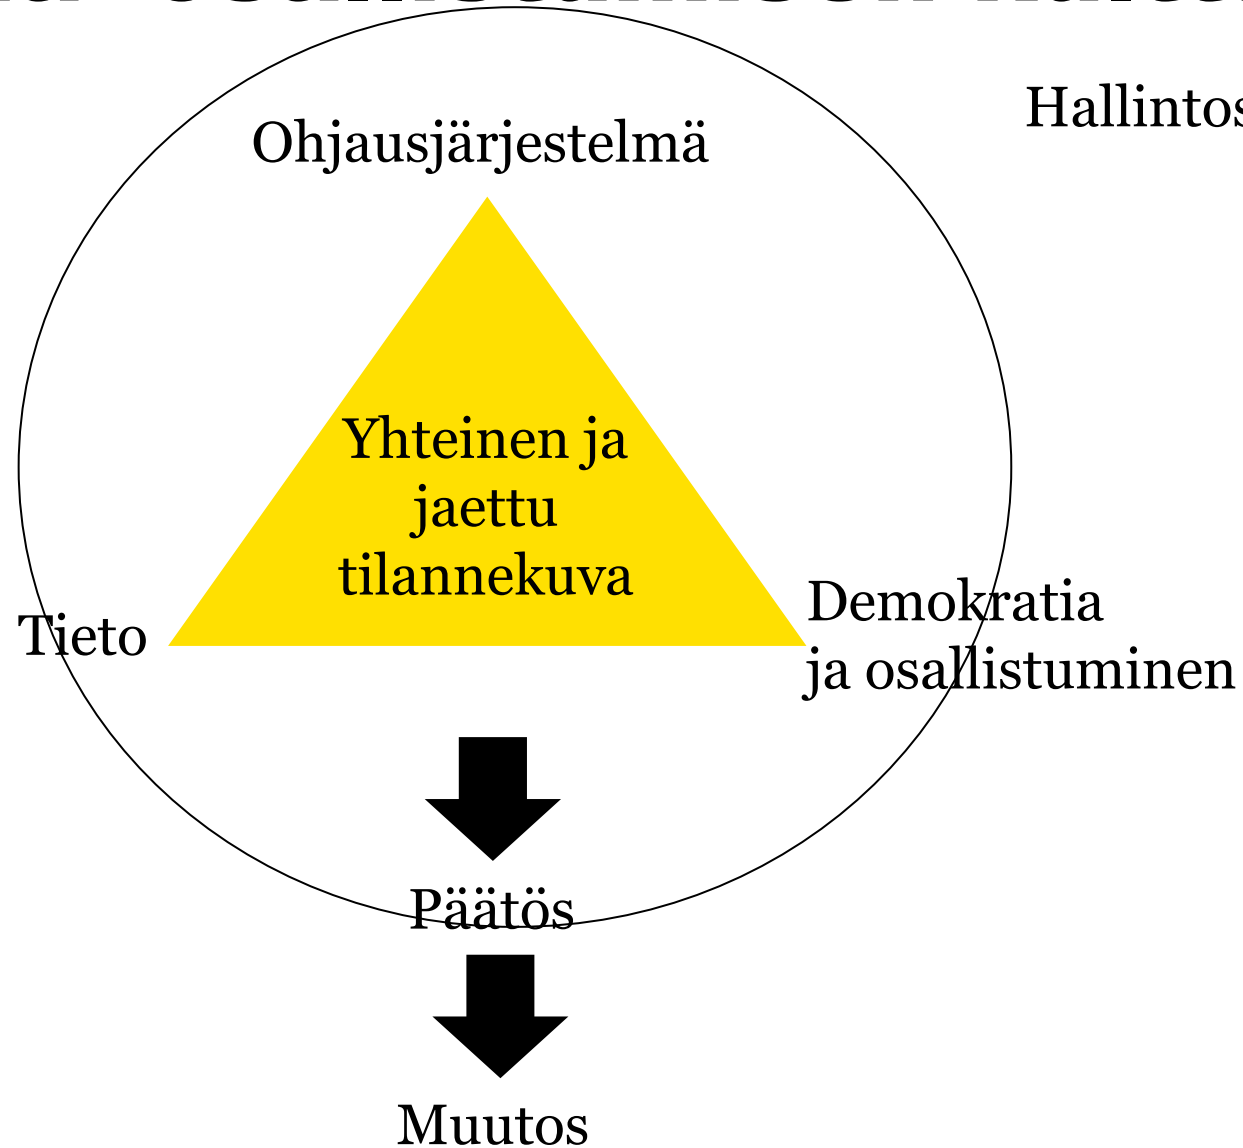 Hallintos
Ohjausjärjestelmä
Yhteinen ja
jaettu
tilannekuva
Tieto
Demokratia
ja osallistuminen
Päätös
Muutos